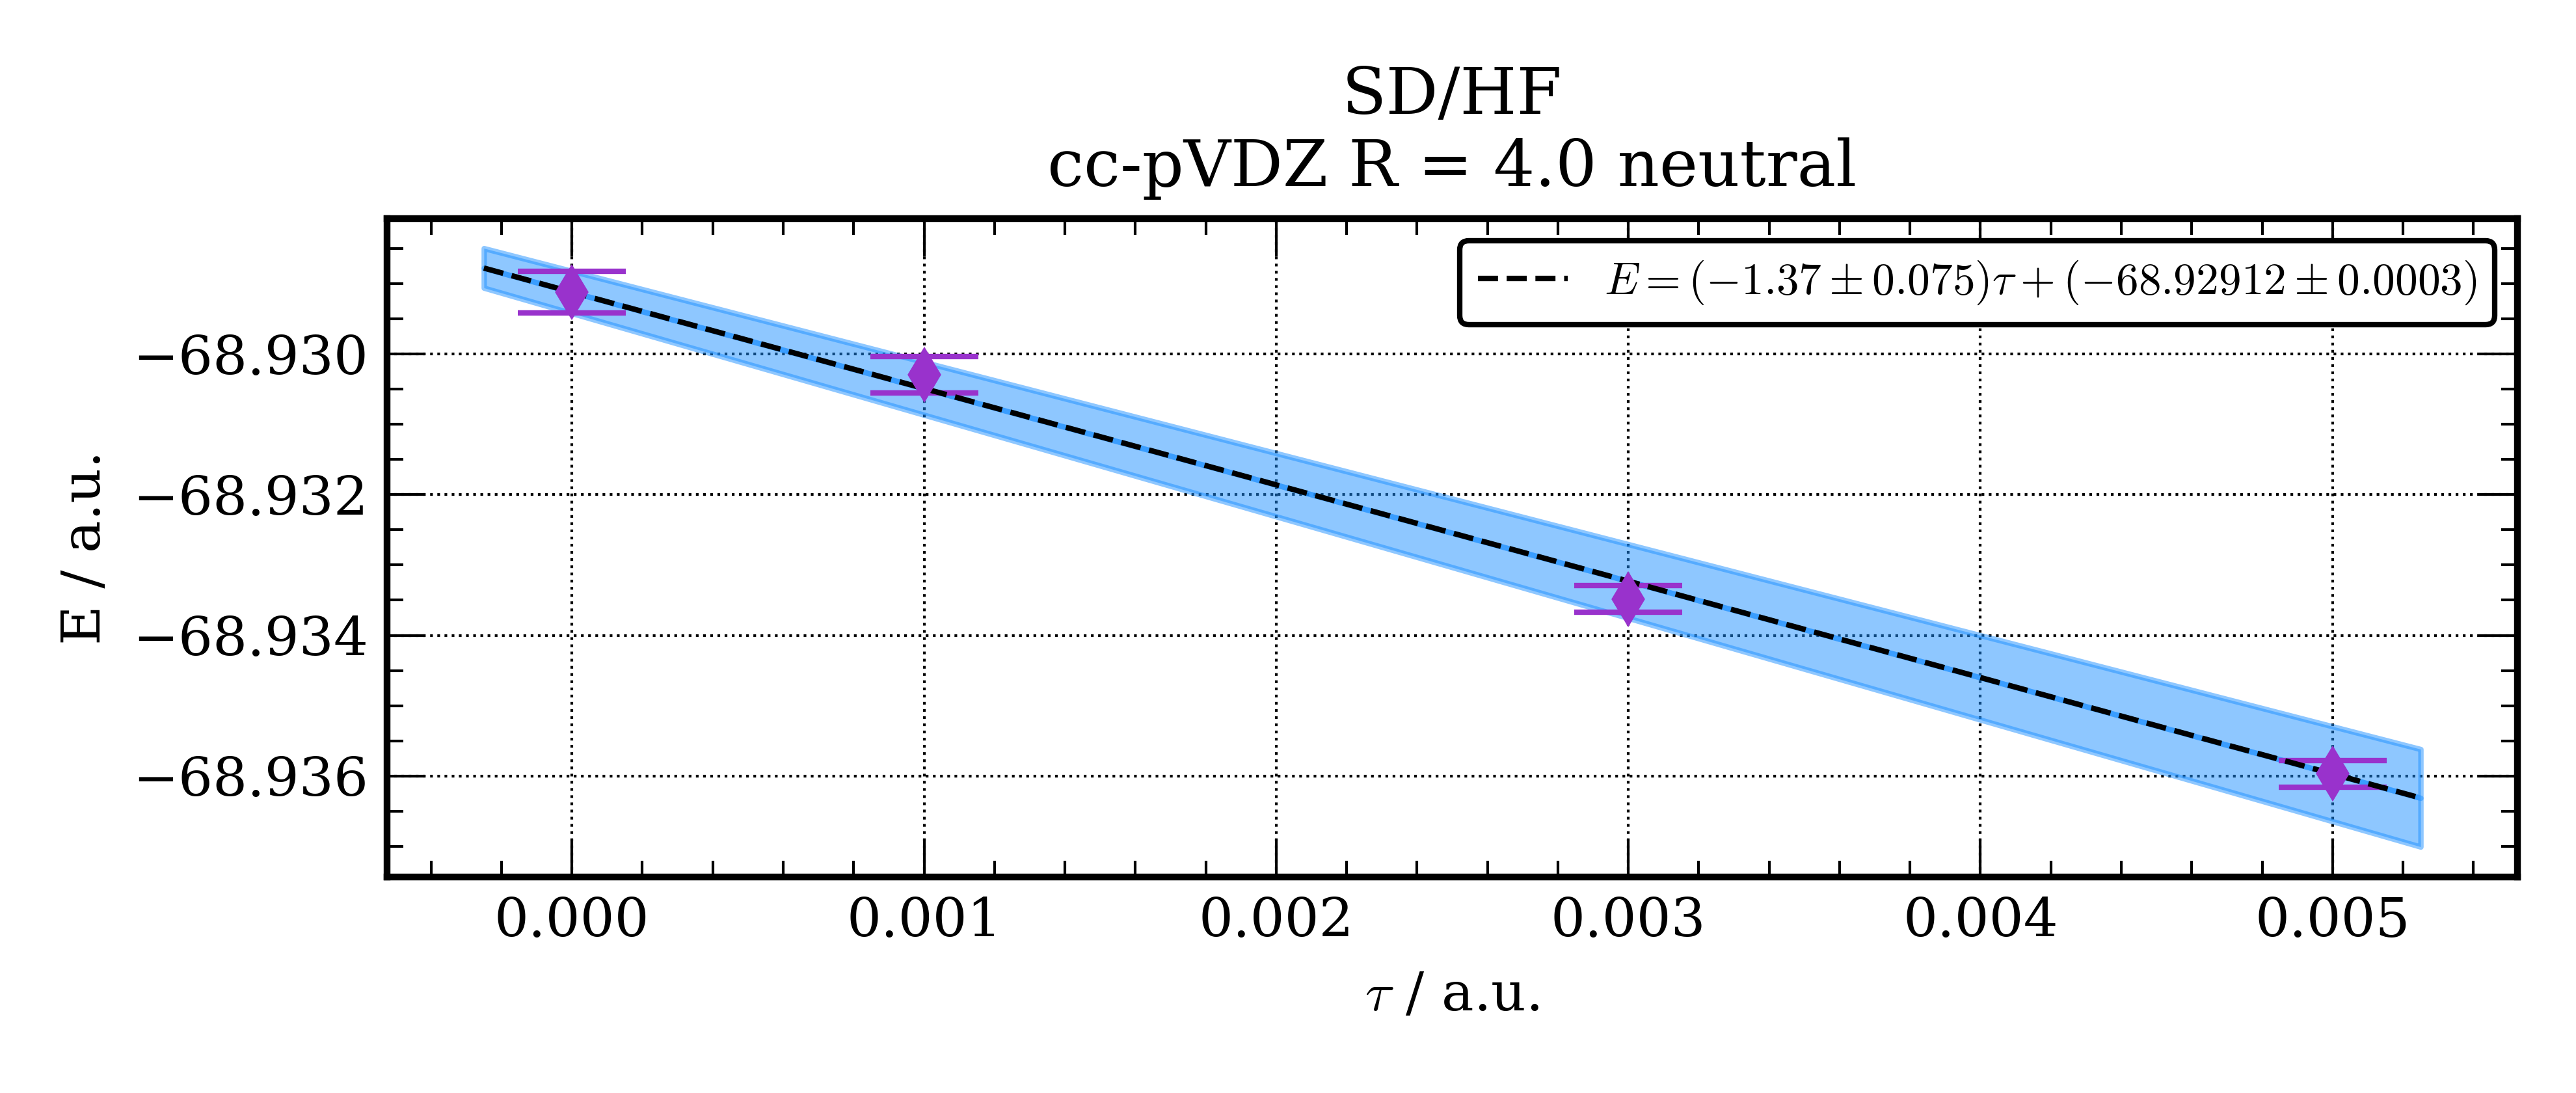 SD/HF
cc-pVDZ R = 4.0 neutral
E = (−1.37 ± 0.075)τ + (−68.92912 ± 0.0003)
−68.930
−68.932
−68.934
−68.936
E / a.u.
0.000 0.001 0.002 0.003 0.004 0.005
τ / a.u.